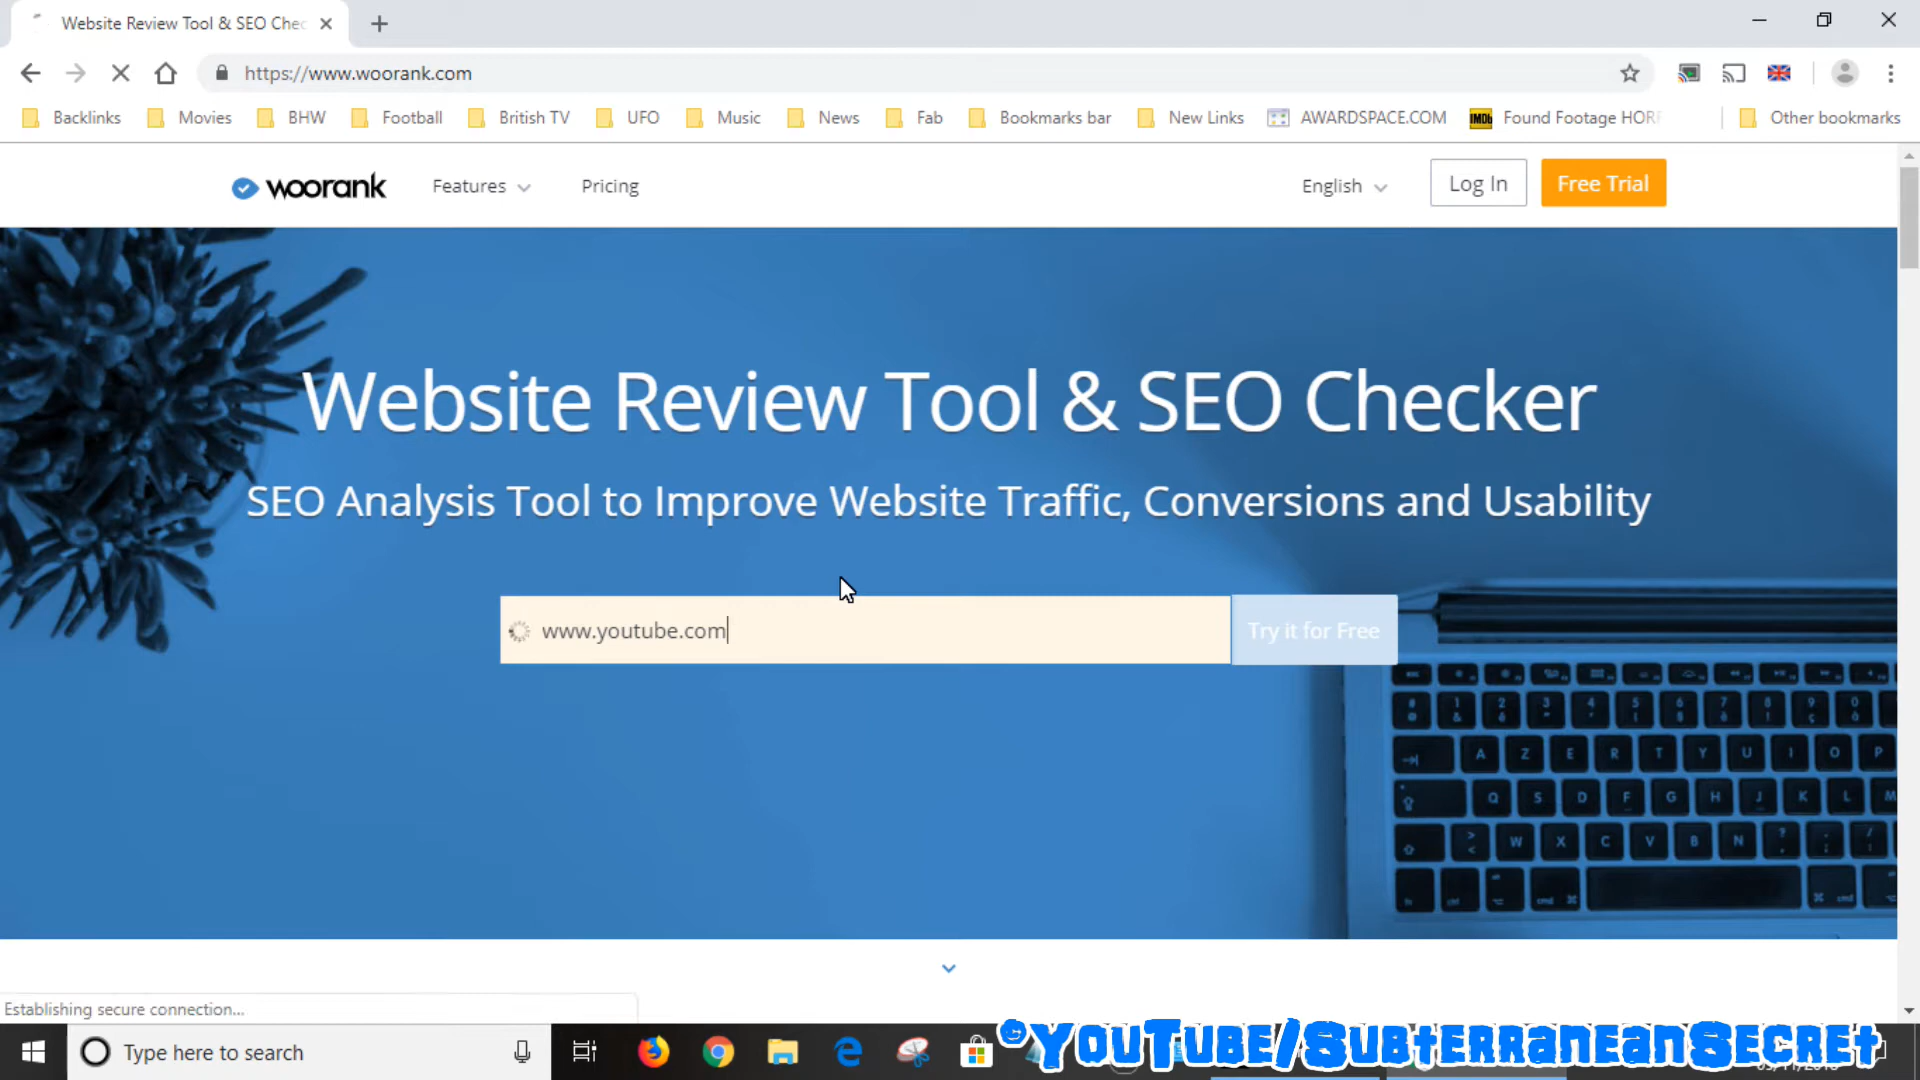 Website Review Tool & SEO Chec
https://www.woorank.com
Backlinks Movies BHW Football British TV UFO Music News Fab Bookmarks bar New Links AWARDSPACE.COM IMDb Found Footage HORR Other bookmarks
woorank Features Pricing English Log In Free Trial
Website Review Tool & SEO Checker
SEO Analysis Tool to Improve Website Traffic, Conversions and Usability
www.youtube.com Try it for Free
Establishing secure connection...
Type here to search
©YouTube/SubterraneanSecret